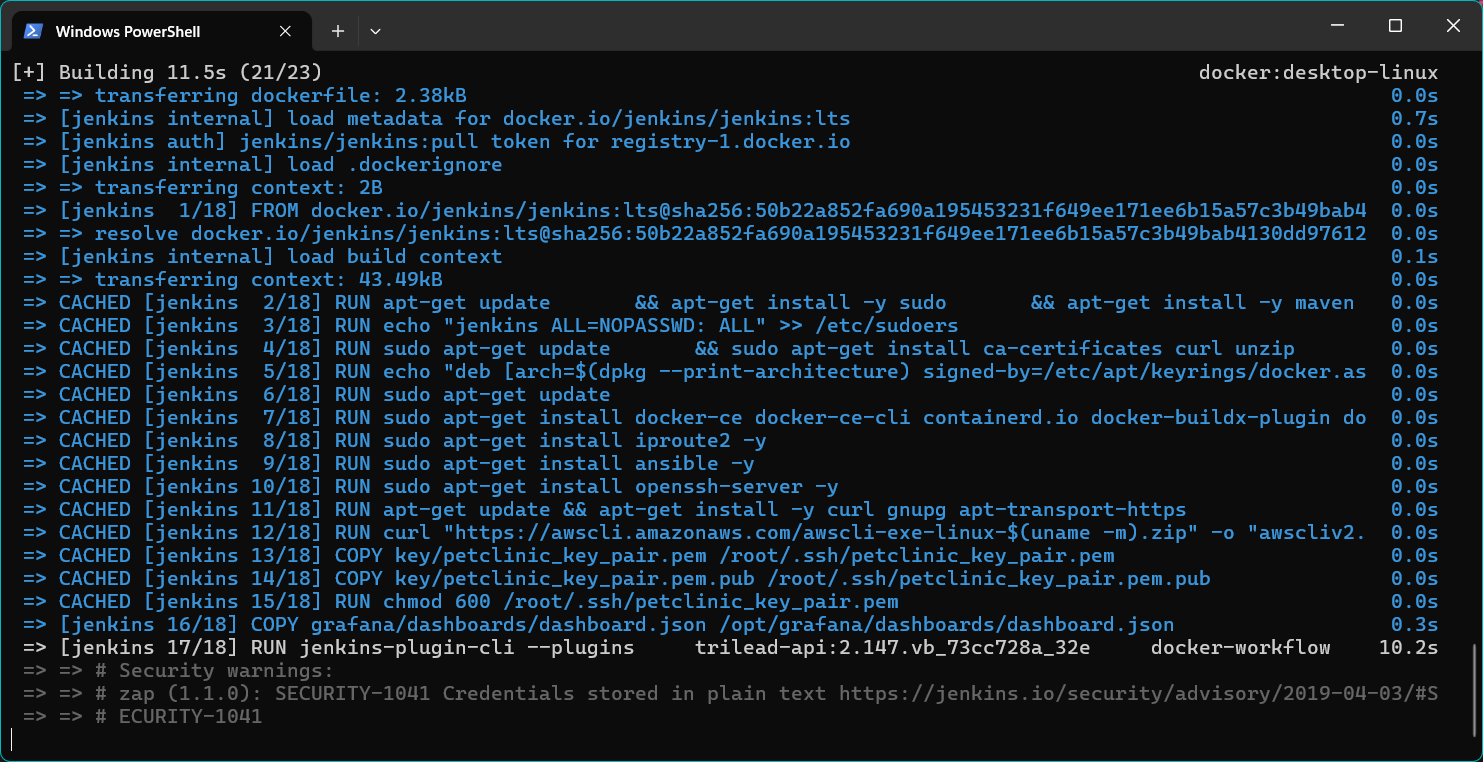 Windows PowerShell
[+] Building 11.5s (21/23) docker:desktop-linux
=> => transferring dockerfile: 2.38kB 0.0s
=> [jenkins internal] load metadata for docker.io/jenkins/jenkins:lts 0.7s
=> [jenkins auth] jenkins/jenkins:pull token for registry-1.docker.io 0.0s
=> [jenkins internal] load .dockerignore 0.0s
=> => transferring context: 2B 0.0s
=> [jenkins  1/18] FROM docker.io/jenkins/jenkins:lts@sha256:50b22a852fa690a195453231f649ee171ee6b15a57c3b49bab4 0.0s
=> => resolve docker.io/jenkins/jenkins:lts@sha256:50b22a852fa690a195453231f649ee171ee6b15a57c3b49bab4130dd97612 0.0s
=> [jenkins internal] load build context 0.1s
=> => transferring context: 43.49kB 0.0s
=> CACHED [jenkins  2/18] RUN apt-get update       && apt-get install -y sudo       && apt-get install -y maven 0.0s
=> CACHED [jenkins  3/18] RUN echo "jenkins ALL=NOPASSWD: ALL" >> /etc/sudoers 0.0s
=> CACHED [jenkins  4/18] RUN sudo apt-get update       && sudo apt-get install ca-certificates curl unzip 0.0s
=> CACHED [jenkins  5/18] RUN echo "deb [arch=$(dpkg --print-architecture) signed-by=/etc/apt/keyrings/docker.as 0.0s
=> CACHED [jenkins  6/18] RUN sudo apt-get update 0.0s
=> CACHED [jenkins  7/18] RUN sudo apt-get install docker-ce docker-ce-cli containerd.io docker-buildx-plugin do 0.0s
=> CACHED [jenkins  8/18] RUN sudo apt-get install iproute2 -y 0.0s
=> CACHED [jenkins  9/18] RUN sudo apt-get install ansible -y 0.0s
=> CACHED [jenkins 10/18] RUN sudo apt-get install openssh-server -y 0.0s
=> CACHED [jenkins 11/18] RUN apt-get update && apt-get install -y curl gnupg apt-transport-https 0.0s
=> CACHED [jenkins 12/18] RUN curl "https://awscli.amazonaws.com/awscli-exe-linux-$(uname -m).zip" -o "awscliv2. 0.0s
=> CACHED [jenkins 13/18] COPY key/petclinic_key_pair.pem /root/.ssh/petclinic_key_pair.pem 0.0s
=> CACHED [jenkins 14/18] COPY key/petclinic_key_pair.pem.pub /root/.ssh/petclinic_key_pair.pem.pub 0.0s
=> CACHED [jenkins 15/18] RUN chmod 600 /root/.ssh/petclinic_key_pair.pem 0.0s
=> [jenkins 16/18] COPY grafana/dashboards/dashboard.json /opt/grafana/dashboards/dashboard.json 0.3s
=> [jenkins 17/18] RUN jenkins-plugin-cli --plugins     trilead-api:2.147.vb_73cc728a_32e     docker-workflow 10.2s
=> => # Security warnings:
=> => # zap (1.1.0): SECURITY-1041 Credentials stored in plain text https://jenkins.io/security/advisory/2019-04-03/#S
=> => # ECURITY-1041